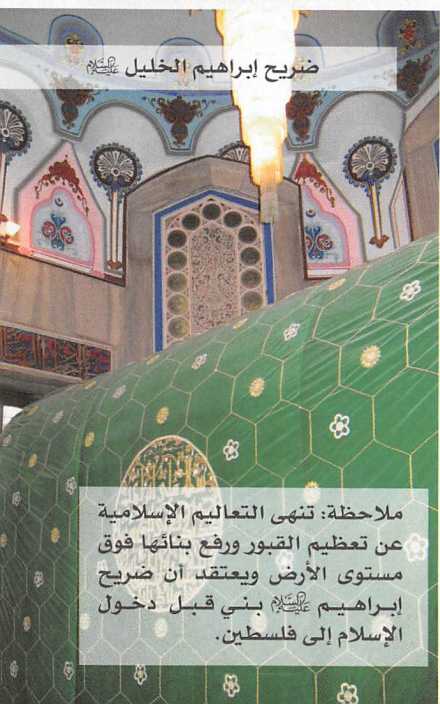 ضريح إبراهيم الخليل عليه السلام
ملاحظة: تنهى التعاليم الإسلامية
عن تعظيم القبور ورفع بنائها فوق
مستوى الأرض ويعتقد أن ضريح
إبراهيم عليه السلام بني قبل دخول
الإسلام إلى فلسطين.